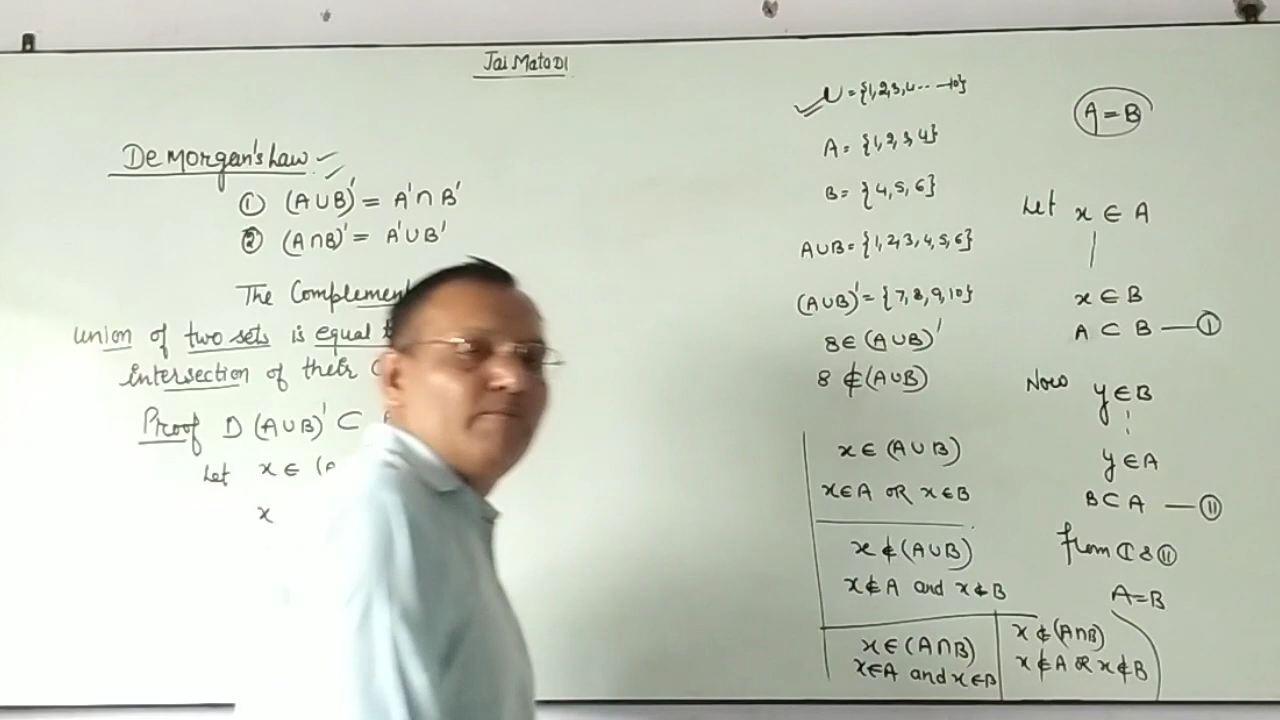 Jai Mata DI
De Morgan's Law
① (A∪B)' = A'∩B'
② (A∩B)' = A'∪B'
The Complemen
union of two sets is equal
intersection of their
Proof (A∪B)' ⊂
Let x ∈ (A
x
U = {1,2,3,4-----10}
A = {1,2,3,4}
B = {4,5,6}
A∪B = {1,2,3,4,5,6}
(A∪B)' = {7,8,9,10}
8 ∈ (A∪B)'
8 ∉ (A∪B)
x ∈ (A∪B)
x∈A OR x∈B
x ∉ (A∪B)
x∉A and x∉B
x ∈ (A∩B)
x∈A and x∈B
x ∉ (A∩B)
x∉A OR x∉B
A = B
Let x ∈ A
x ∈ B
A ⊂ B — ①
Now y ∈ B
y ∈ A
B ⊂ A — ⑪
from ① & ⑪
A=B